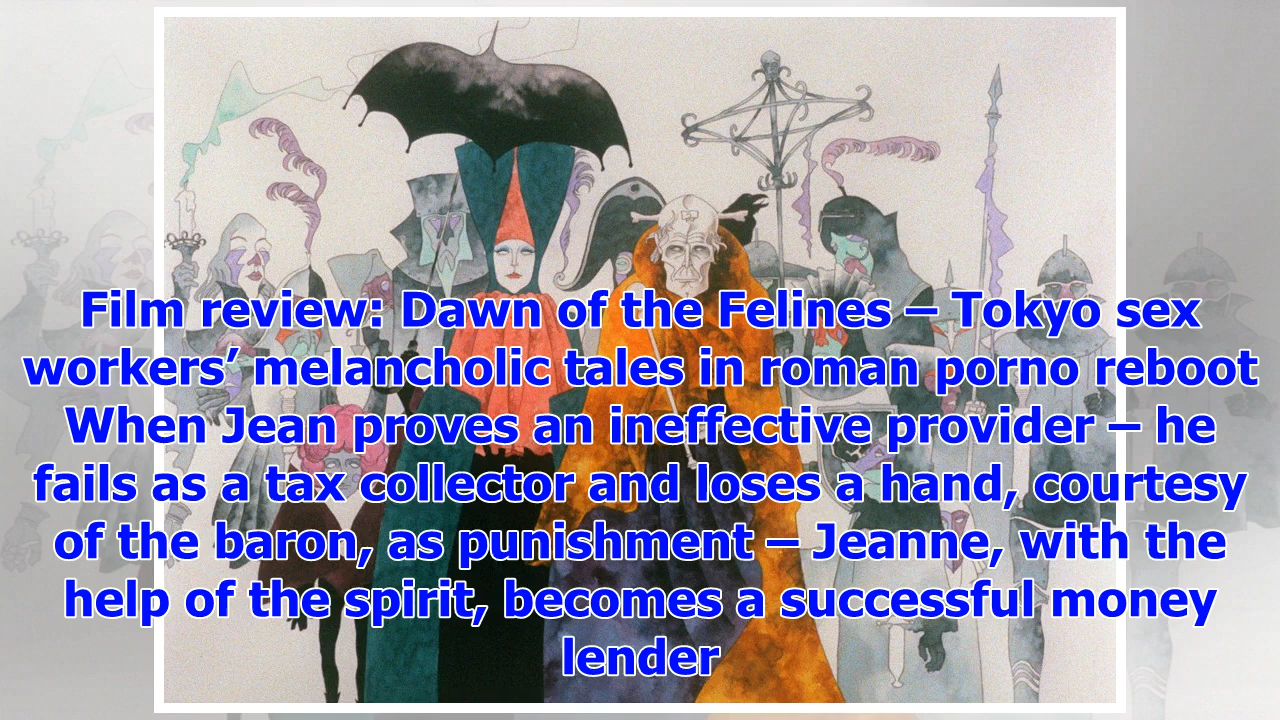 Film review: Dawn of the Felines – Tokyo sex
workers’ melancholic tales in roman porno reboot
When Jean proves an ineffective provider – he
fails as a tax collector and loses a hand, courtesy
of the baron, as punishment – Jeanne, with the
help of the spirit, becomes a successful money
lender